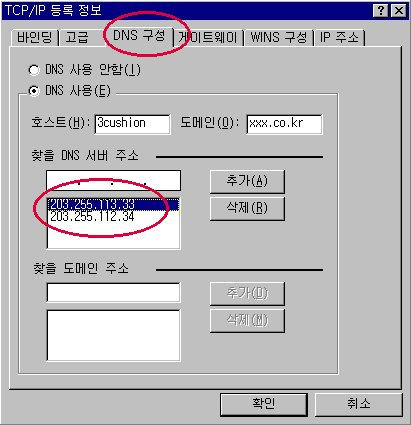 TCP/IP 등록 정보
바인딩 고급 DNS 구성 게이트웨이 WINS 구성 IP 주소
DNS 사용 안함(I)
DNS 사용(E)
호스트(H): 3cushion 도메인(O): xxx.co.kr
찾을 DNS 서버 주소
. . .
추가(A)
203.255.113.33
203.255.112.34
삭제(R)
찾을 도메인 주소
추가(D)
삭제(M)
확인 취소